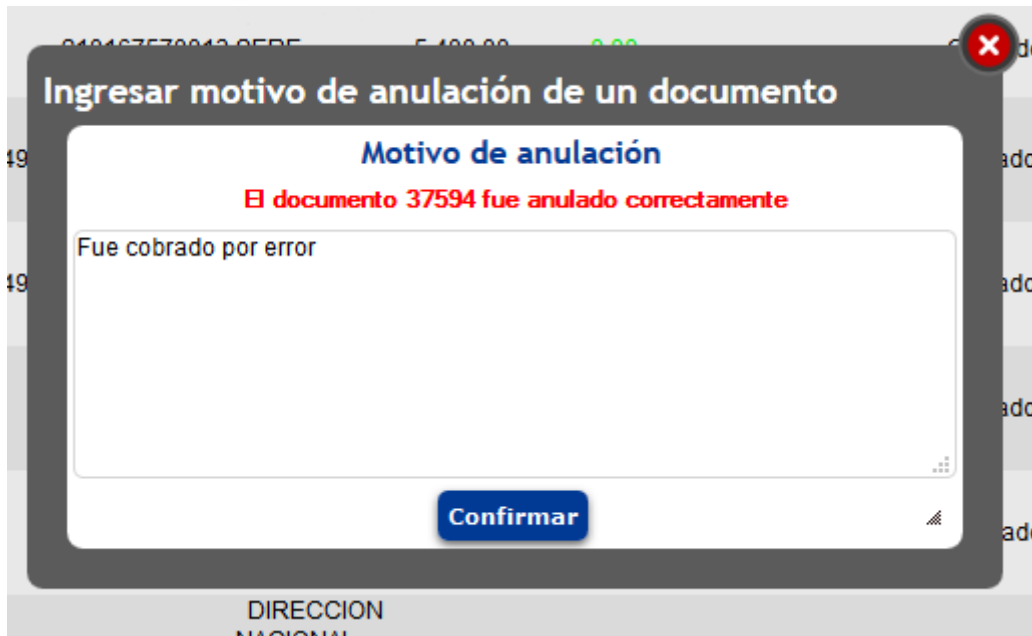 Ingresar motivo de anulación de un documento
Motivo de anulación
El documento 37594 fue anulado correctamente
Fue cobrado por error
Confirmar
DIRECCION
NACIONAL